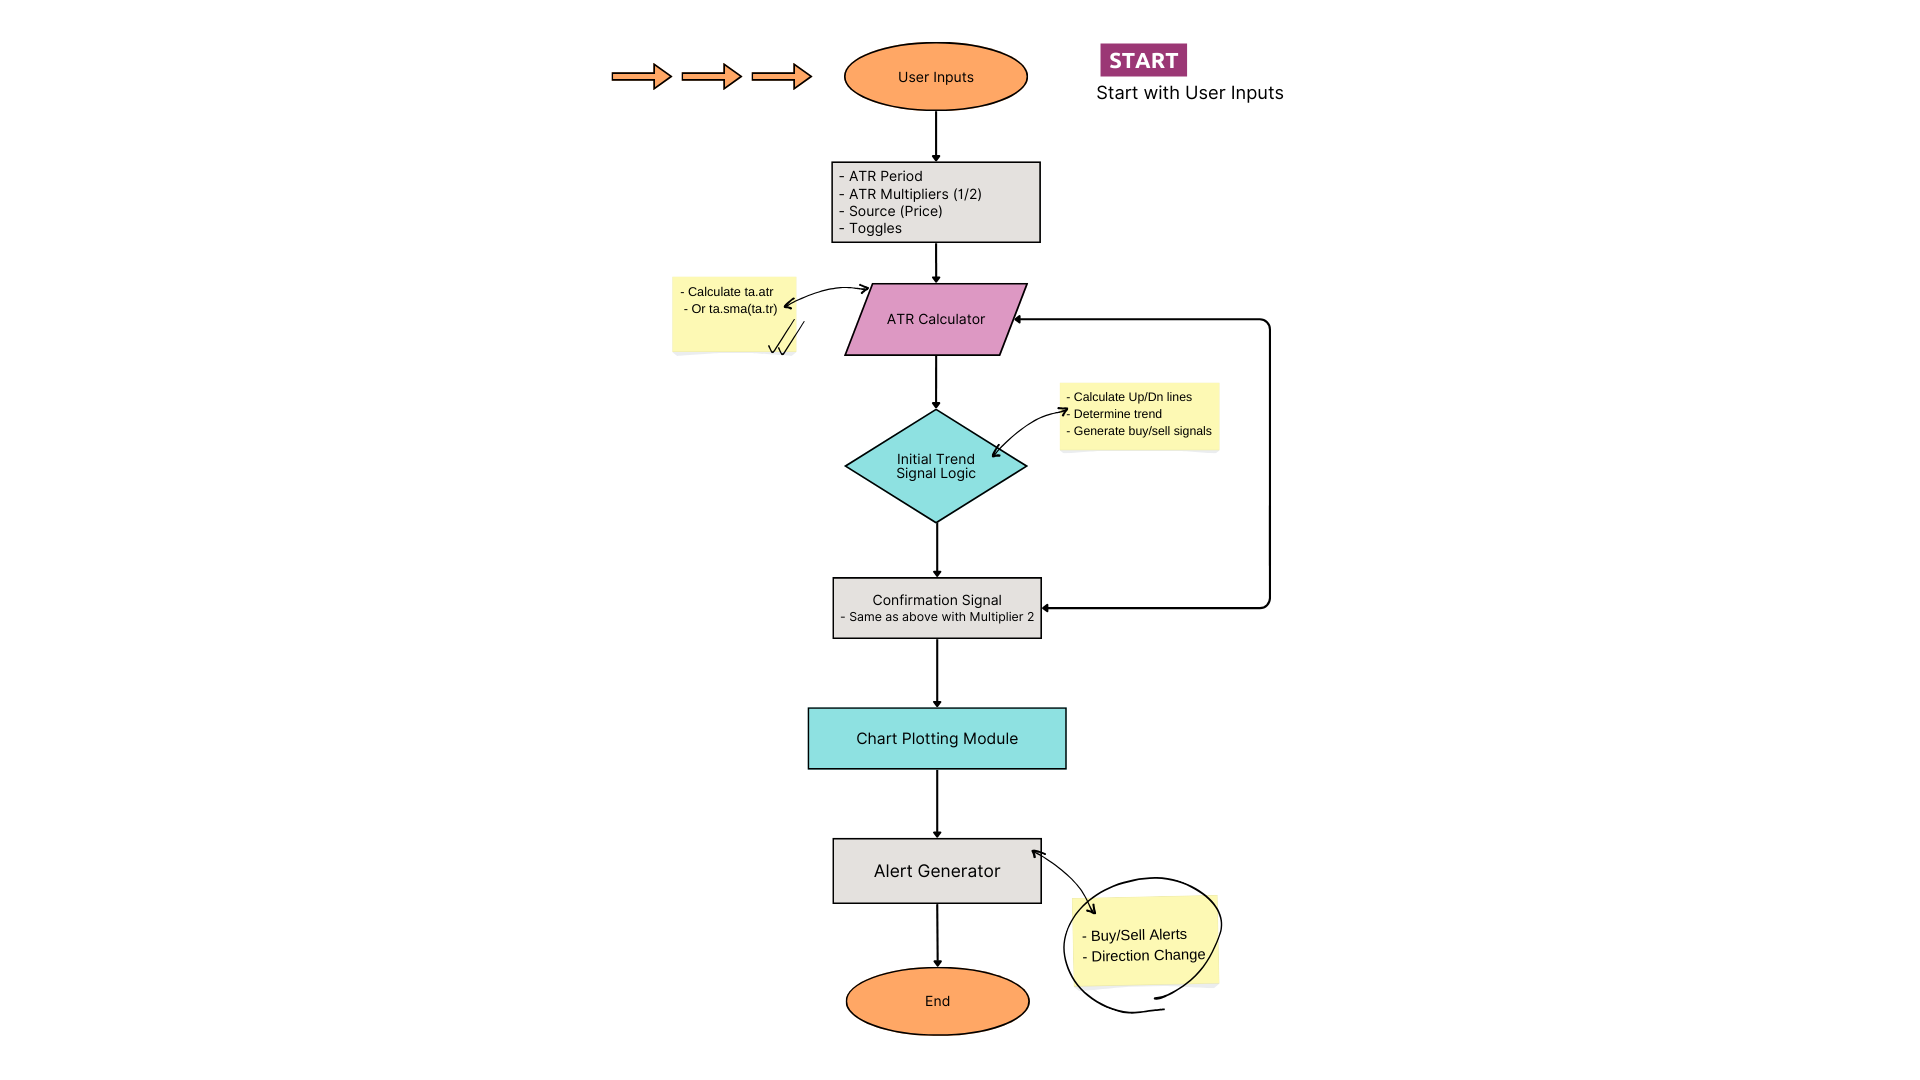 User Inputs
START
Start with User Inputs
- ATR Period
- ATR Multipliers (1/2)
- Source (Price)
- Toggles
- Calculate ta.atr
- Or ta.sma(ta.tr)
ATR Calculator
- Calculate Up/Dn lines
- Determine trend
- Generate buy/sell signals
Initial Trend
Signal Logic
Confirmation Signal
- Same as above with Multiplier 2
Chart Plotting Module
Alert Generator
- Buy/Sell Alerts
- Direction Change
End